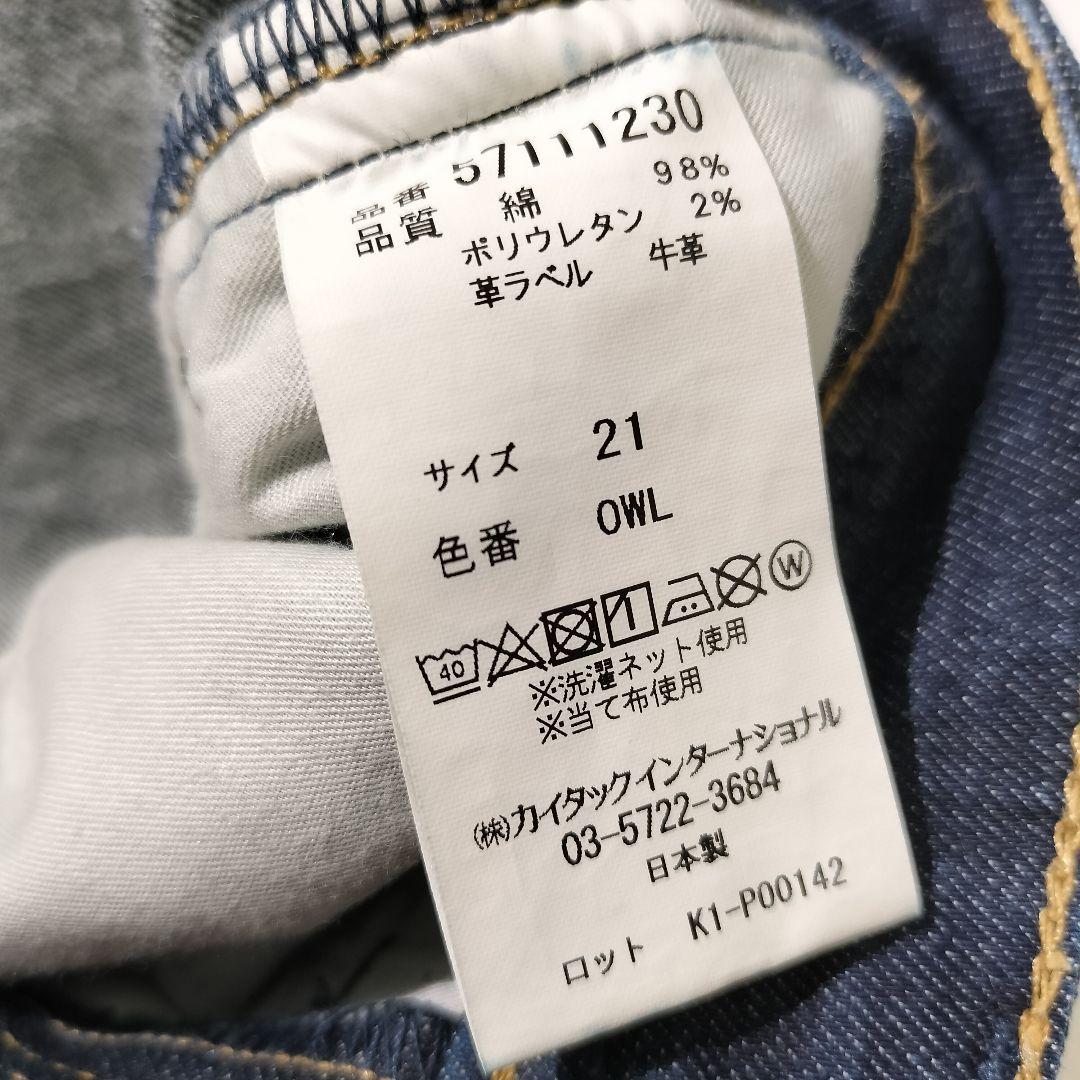 品番 57111230
品質 綿 98%
ポリウレタン 2%
革ラベル 牛革
サイズ 21
色番 OWL
40 W
※洗濯ネット使用
※当て布使用
(株)カイタックインターナショナル
03-5722-3684
日本製
ロット K1-P00142